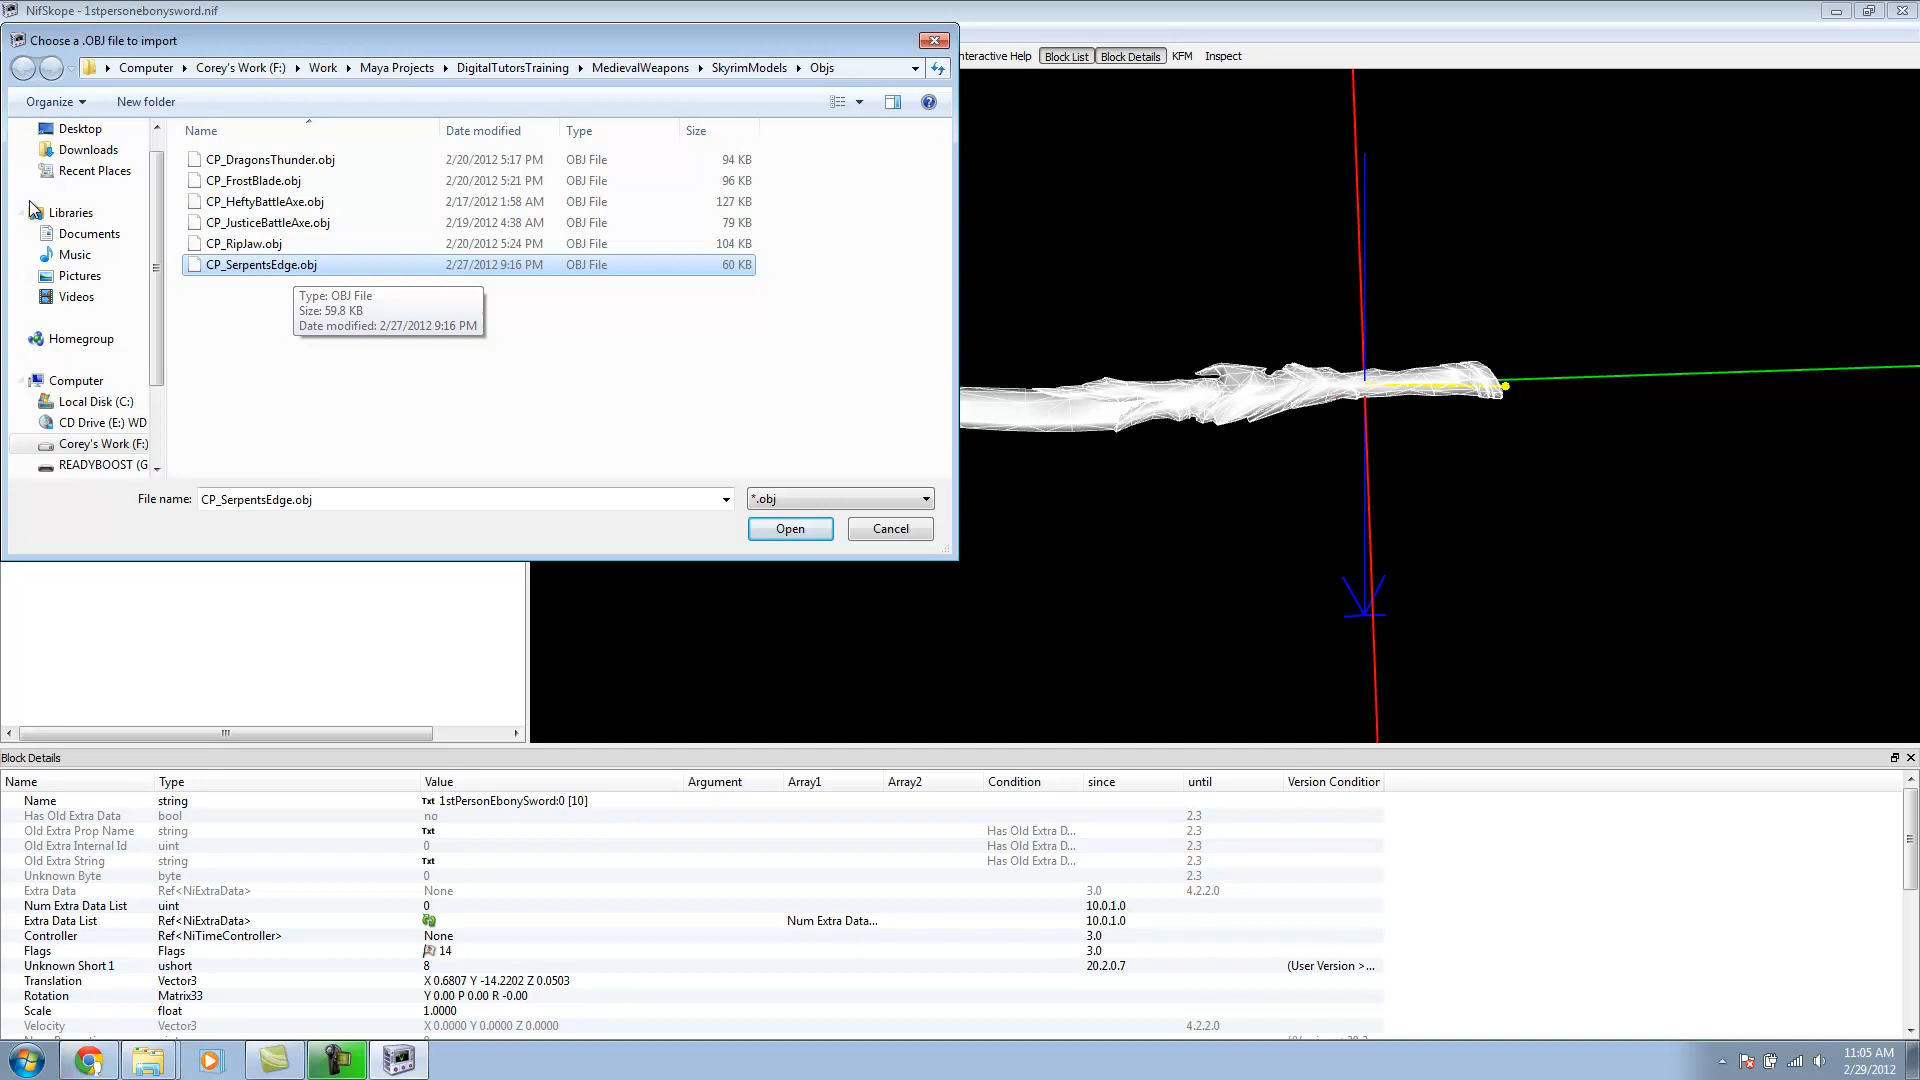 NifSkope - 1stpersonebonysword.nif
Choose a .OBJ file to import
Computer Corey's Work (F:) Work Maya Projects DigitalTutorsTraining MedievalWeapons SkyrimModels Objs
nteractive Help Block List Block Details KFM Inspect
Organize New folder
Name Date modified Type Size
Desktop
Downloads
Recent Places
Libraries
Documents
Music
Pictures
Videos
Homegroup
Computer
Local Disk (C:)
CD Drive (E:) WD
Corey's Work (F:)
READYBOOST (G
CP_DragonsThunder.obj 2/20/2012 5:17 PM OBJ File 94 KB
CP_FrostBlade.obj 2/20/2012 5:21 PM OBJ File 96 KB
CP_HeftyBattleAxe.obj 2/17/2012 1:58 AM OBJ File 127 KB
CP_JusticeBattleAxe.obj 2/19/2012 4:38 AM OBJ File 79 KB
CP_RipJaw.obj 2/20/2012 5:24 PM OBJ File 104 KB
CP_SerpentsEdge.obj 2/27/2012 9:16 PM OBJ File 60 KB
Type: OBJ File
Size: 59.8 KB
Date modified: 2/27/2012 9:16 PM
File name: CP_SerpentsEdge.obj *.obj
Open Cancel
Block Details
Name Type Value Argument Array1 Array2 Condition since until Version Condition
Name string Txt 1stPersonEbonySword:0 [10]
Has Old Extra Data bool no 2.3
Old Extra Prop Name string Txt Has Old Extra D... 2.3
Old Extra Internal Id uint 0 Has Old Extra D... 2.3
Old Extra String string Txt Has Old Extra D... 2.3
Unknown Byte byte 0 2.3
Extra Data Ref<NiExtraData> None 3.0 4.2.2.0
Num Extra Data List uint 0 10.0.1.0
Extra Data List Ref<NiExtraData> Num Extra Data... 10.0.1.0
Controller Ref<NiTimeController> None 3.0
Flags Flags 14 3.0
Unknown Short 1 ushort 8 20.2.0.7 (User Version >...
Translation Vector3 X 0.6807 Y -14.2202 Z 0.0503
Rotation Matrix33 Y 0.00 P 0.00 R -0.00
Scale float 1.0000
Velocity Vector3 X 0.0000 Y 0.0000 Z 0.0000 4.2.2.0
11:05 AM
2/29/2012